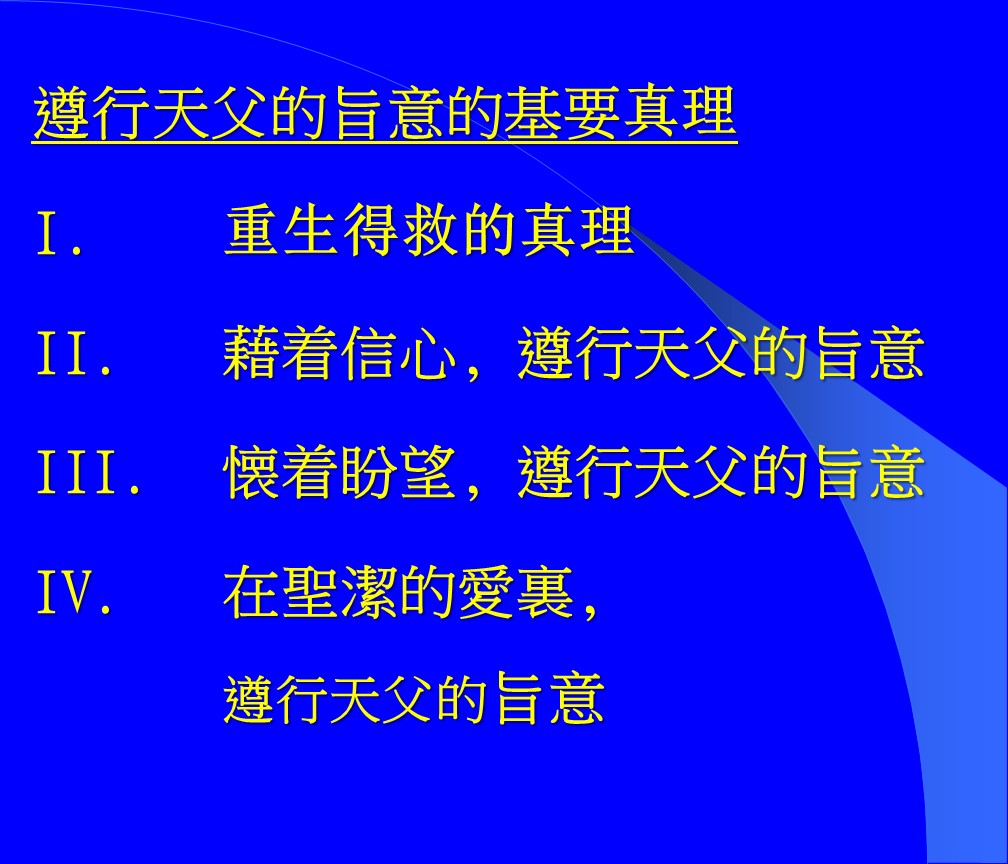 遵行天父的旨意的基要真理
I. 重生得救的真理
II. 藉着信心，遵行天父的旨意
III. 懷着盼望，遵行天父的旨意
IV. 在聖潔的愛裏，
遵行天父的旨意